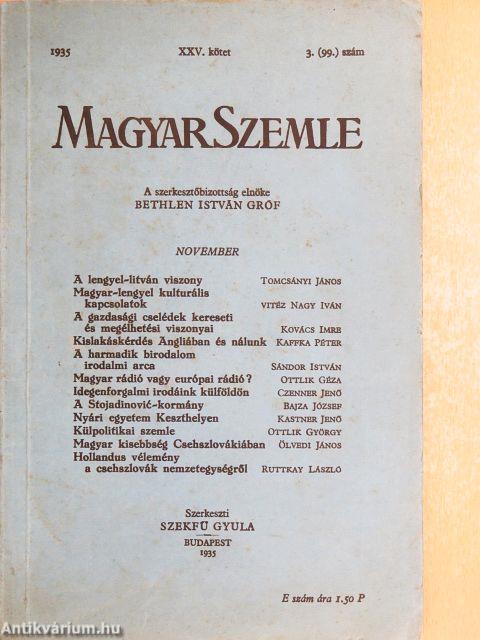 1935 XXV. kötet 3. (99.) szám
MAGYAR SZEMLE
A szerkesztőbizottság elnöke
BETHLEN ISTVÁN GRÓF
NOVEMBER
A lengyel-litván viszony TOMCSÁNYI JÁNOS
Magyar-lengyel kulturális
kapcsolatok VITÉZ NAGY IVÁN
A gazdasági cselédek kereseti
és megélhetési viszonyai KOVÁCS IMRE
Kislakáskérdés Angliában és nálunk KAFFKA PÉTER
A harmadik birodalom
irodalmi arca SÁNDOR ISTVÁN
Magyar rádió vagy európai rádió? OTTLIK GÉZA
Idegenforgalmi irodáink külföldön CZENNER JENŐ
A Stojadinović-kormány BAJZA JÓZSEF
Nyári egyetem Keszthelyen KASTNER JENŐ
Külpolitikai szemle OTTLIK GYÖRGY
Magyar kisebbség Csehszlovákiában ÖLVEDI JÁNOS
Hollandus vélemény
a csehszlovák nemzetegységről RUTTKAY LÁSZLÓ
Szerkeszti
SZEKFŰ GYULA
BUDAPEST
1935
E szám ára 1.50 P
Antikvárium.hu